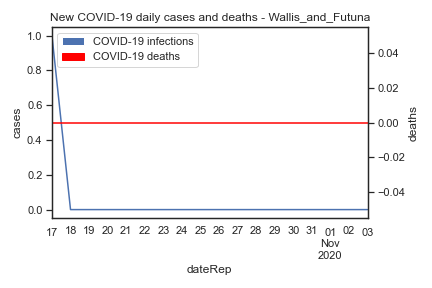 New COVID-19 daily cases and deaths - Wallis_and_Futuna
COVID-19 infections
COVID-19 deaths
1.0
0.8
0.6
0.4
0.2
0.0
cases
0.04
0.02
0.00
−0.02
−0.04
deaths
17 18 19 20 21 22 23 24 25 26 27 28 29 30 31 01 02 03
Nov
2020
dateRep